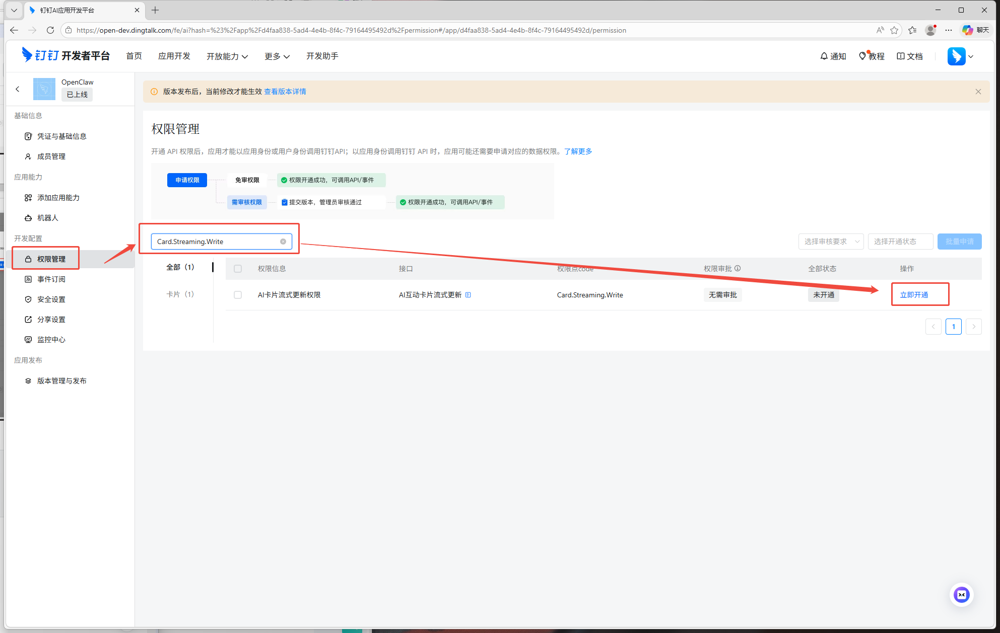 钉钉AI应用开发平台
https://open-dev.dingtalk.com/fe/ai?hash=%23%2Fapp%2Fd4faa838-5ad4-4e4b-8f4c-79164495492d%2Fpermission#/app/d4faa838-5ad4-4e4b-8f4c-79164495492d/permission
聊天
钉钉 开发者平台 首页 应用开发 开放能力 更多 开发助手 通知 教程 文档
OpenClaw
已上线
版本发布后，当前修改才能生效 查看版本详情
基础信息
凭证与基础信息
成员管理
应用能力
添加应用能力
机器人
开发配置
权限管理
事件订阅
安全设置
分享设置
监控中心
应用发布
版本管理与发布
权限管理
开通 API 权限后，应用才能以应用身份或用户身份调用钉钉API；以应用身份调用钉钉 API 时，应用可能还需要申请对应的数据权限。了解更多
申请权限 免审权限 权限开通成功，可调用API/事件
需审核权限 提交版本，管理员审核通过 权限开通成功，可调用API/事件
Card.Streaming.Write 选择审核要求 选择开通状态 批量申请
全部（1） 权限信息 接口 权限点code 权限审批 全部状态 操作
卡片（1） AI卡片流式更新权限 AI互动卡片流式更新 Card.Streaming.Write 无需审批 未开通 立即开通
1